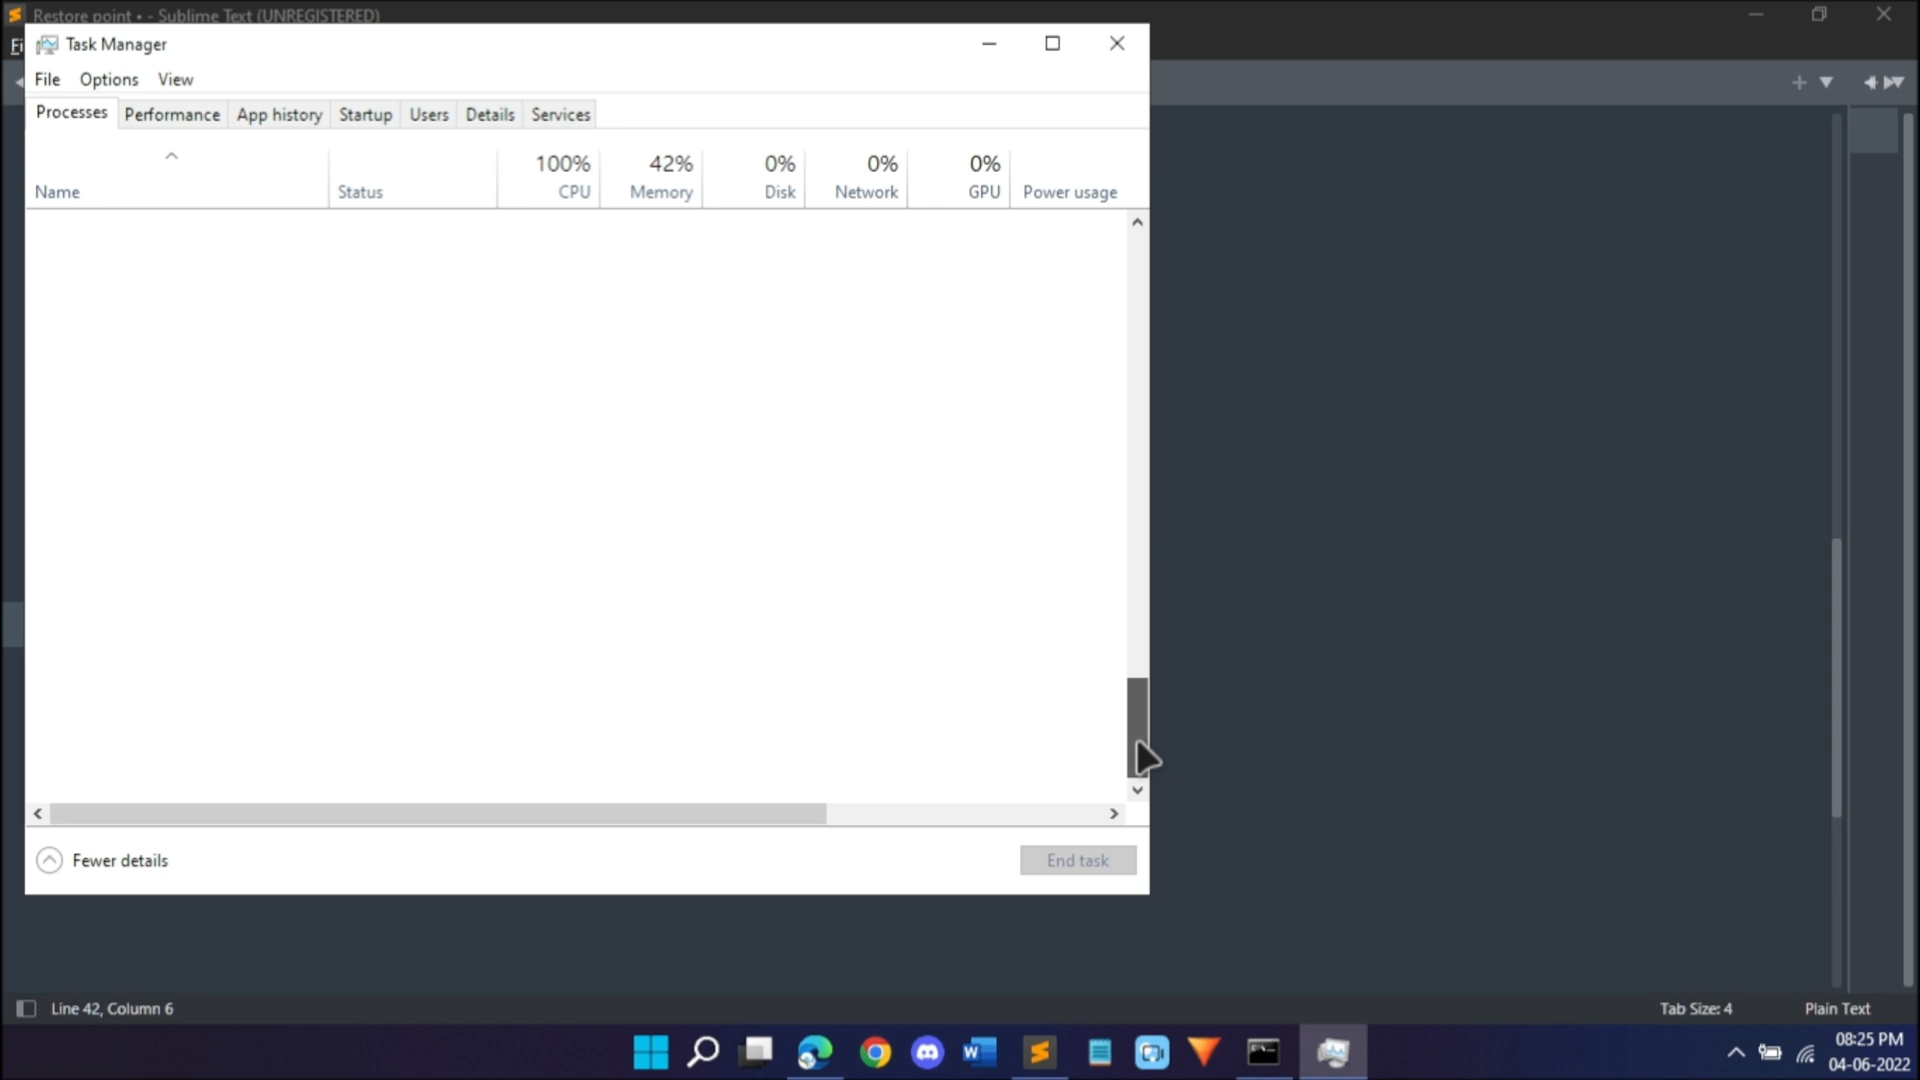 Restore point • - Sublime Text (UNREGISTERED)
Fi
Task Manager
File Options View
Processes Performance App history Startup Users Details Services
100% 42% 0% 0% 0%
Name Status CPU Memory Disk Network GPU Power usage
Fewer details End task
Line 42, Column 6 Tab Size: 4 Plain Text
08:25 PM
04-06-2022